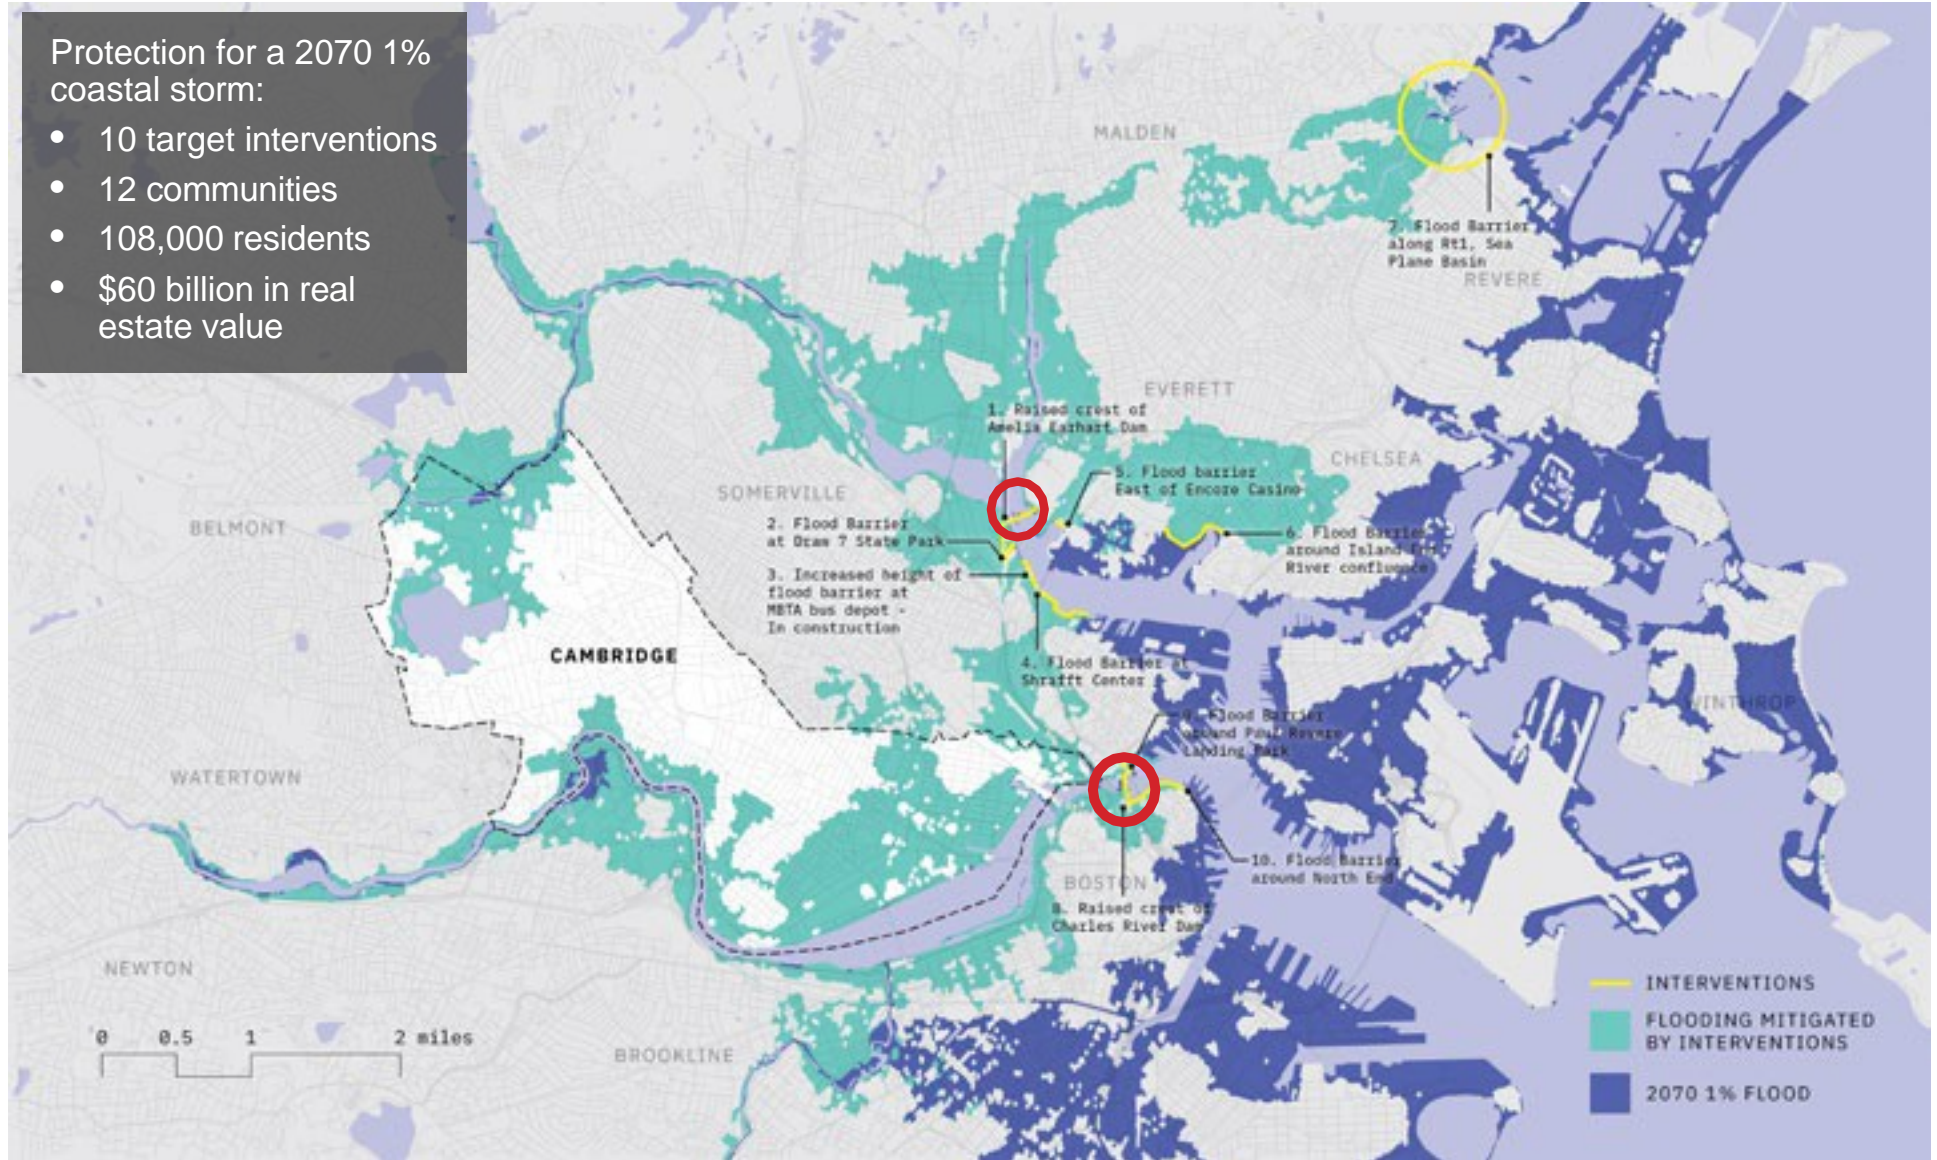 Protection for a 2070 1%
coastal storm:
• 10 target interventions
• 12 communities
• 108,000 residents
• $60 billion in real
estate value
MALDEN
7. Flood Barrier
along Rt1, Sea
Plane Basin
REVERE
EVERETT
1. Raised crest of
Amelia Earhart Dam
CHELSEA
5. Flood barrier
East of Encore Casino
SOMERVILLE
2. Flood Barrier
at Draw 7 State Park
BELMONT
6. Flood Barrier
around Island End
River confluence
3. Increased height of
flood barrier at
MBTA bus depot -
In construction
CAMBRIDGE
4. Flood Barrier at
Shrafft Center
WINTHROP
9. Flood Barrier
around Paul Revere
Landing Park
WATERTOWN
10. Flood Barrier
around North End
BOSTON
8. Raised crest of
Charles River Dam
NEWTON
INTERVENTIONS
FLOODING MITIGATED
BY INTERVENTIONS
2070 1% FLOOD
0 0.5 1 2 miles
BROOKLINE